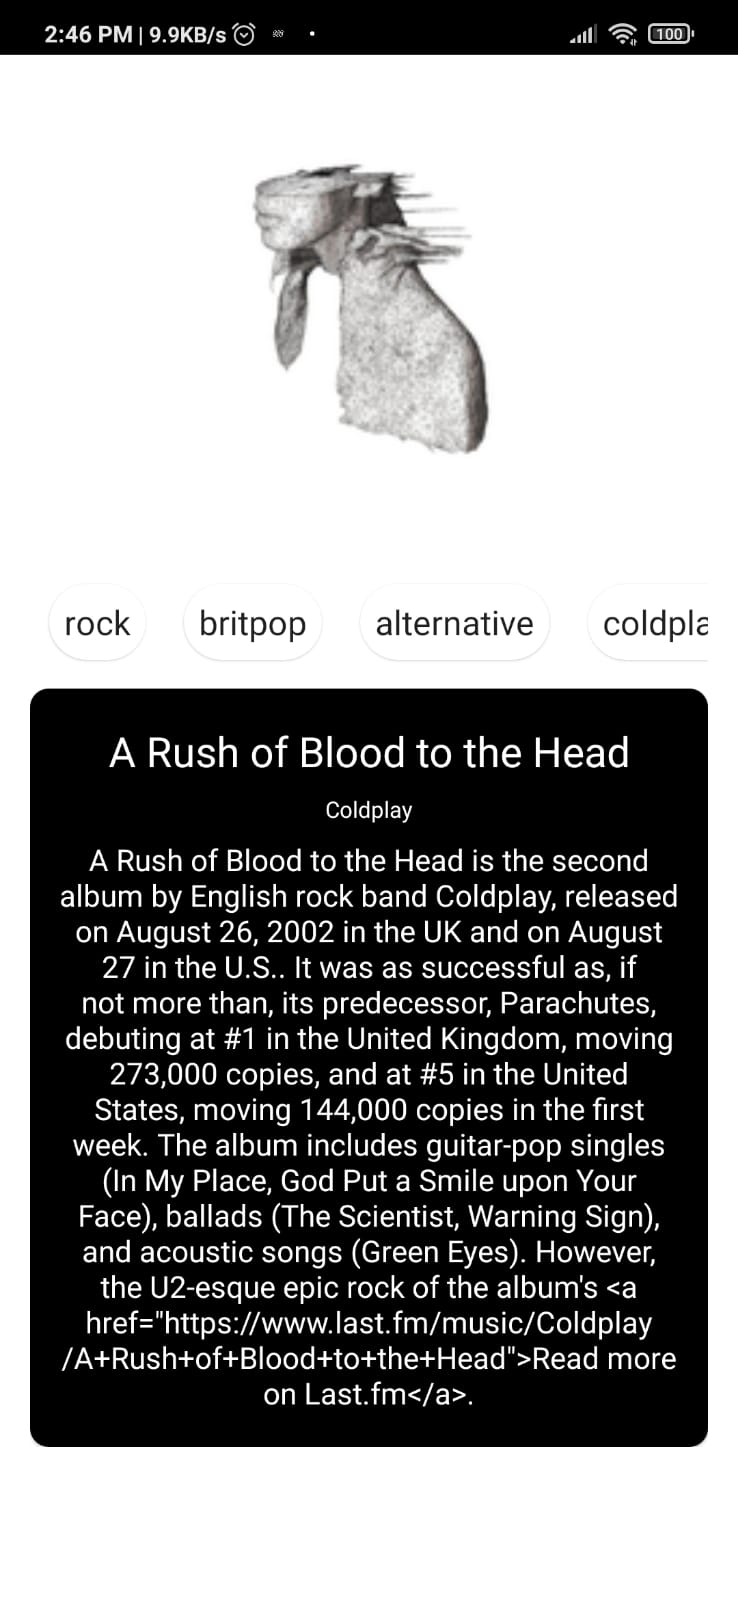 2:46 PM | 9.9KB/s
100
rock
britpop
alternative
coldpla
A Rush of Blood to the Head
Coldplay
A Rush of Blood to the Head is the second
album by English rock band Coldplay, released
on August 26, 2002 in the UK and on August
27 in the U.S.. It was as successful as, if
not more than, its predecessor, Parachutes,
debuting at #1 in the United Kingdom, moving
273,000 copies, and at #5 in the United
States, moving 144,000 copies in the first
week. The album includes guitar-pop singles
(In My Place, God Put a Smile upon Your
Face), ballads (The Scientist, Warning Sign),
and acoustic songs (Green Eyes). However,
the U2-esque epic rock of the album's <a
href="https://www.last.fm/music/Coldplay
/A+Rush+of+Blood+to+the+Head">Read more
on Last.fm</a>.